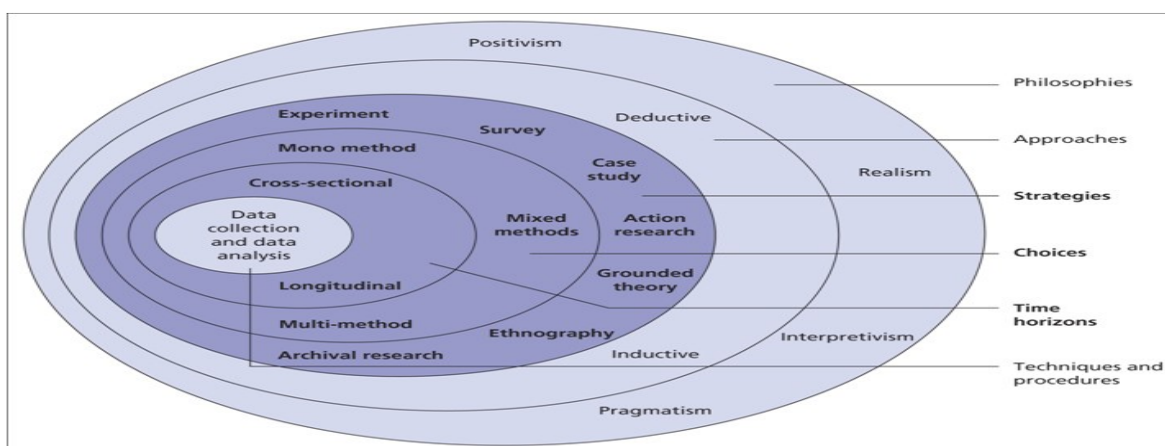 Positivism
Experiment
Survey
Deductive
Mono method
Case
study
Cross-sectional
Realism
Data
collection
and data
analysis
Mixed
methods
Action
research
Grounded
theory
Longitudinal
Multi-method
Ethnography
Interpretivism
Archival research
Inductive
Pragmatism
Philosophies
Approaches
Strategies
Choices
Time
horizons
Techniques and
procedures